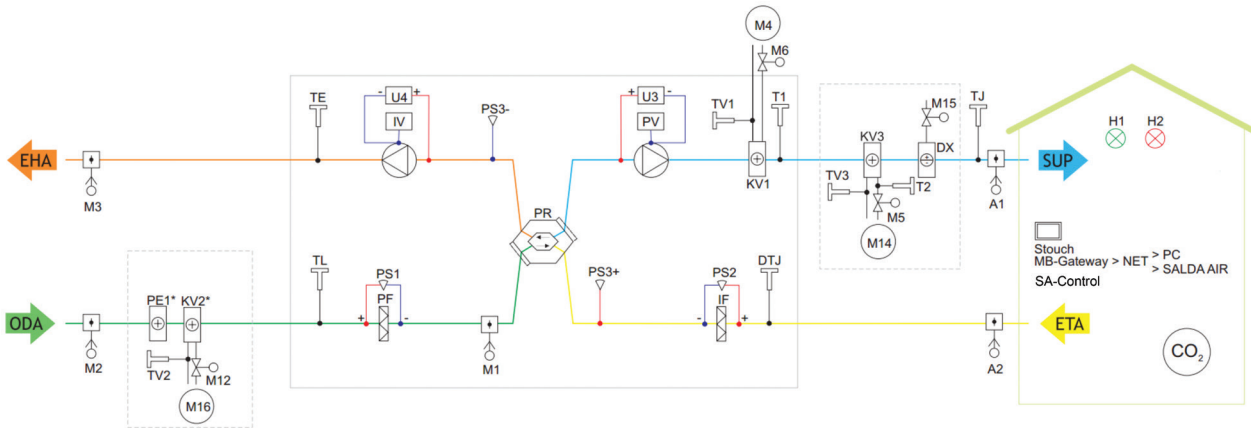 M4
M6
U4
- +
IV
TE
PS3-
U3
+ -
PV
TV1
T1
M15
TJ
KV3
DX
H1 H2
EHA
SUP
M3
KV1
TV3
T2
M5
A1
M14
PR
Stouch
MB-Gateway > NET > PC
> SALDA AIR
SA-Control
TL
PS1
PF
+ -
PS3+
PS2
IF
- +
DTJ
PE1* KV2*
ODA
ETA
M2
TV2
M12
M16
M1
A2
CO2